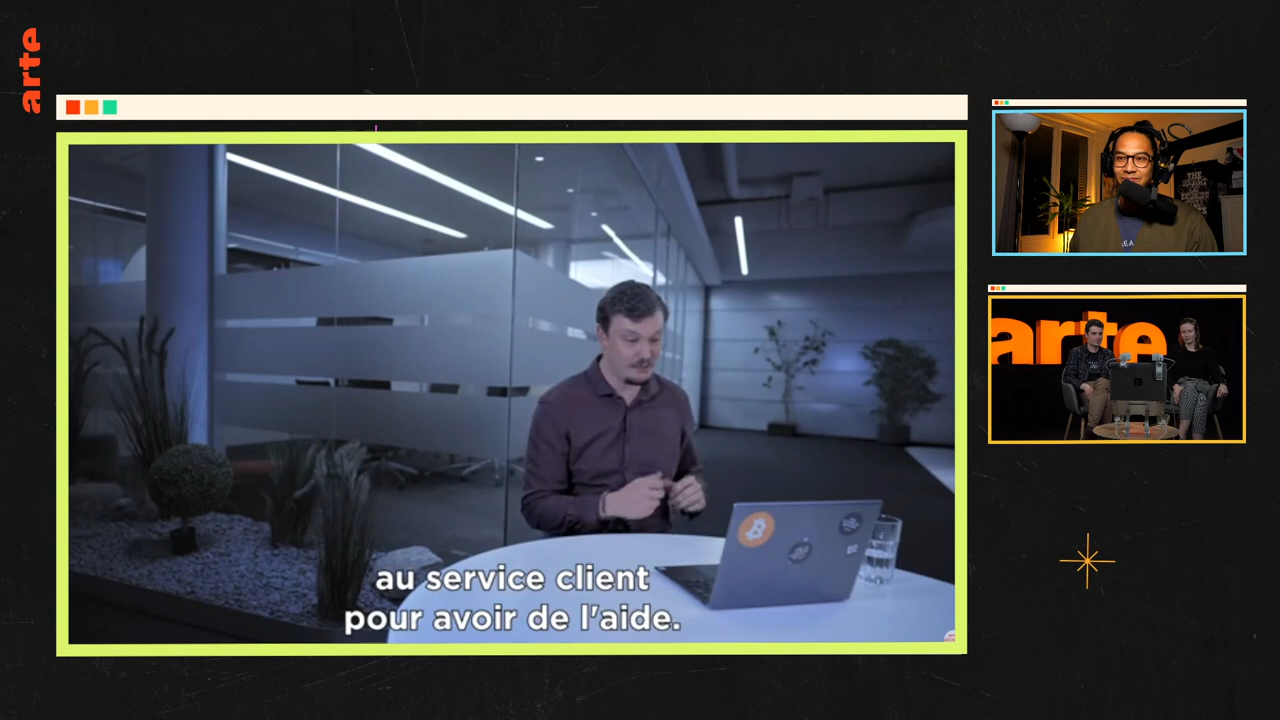 arte
au service client
pour avoir de l'aide.
arte